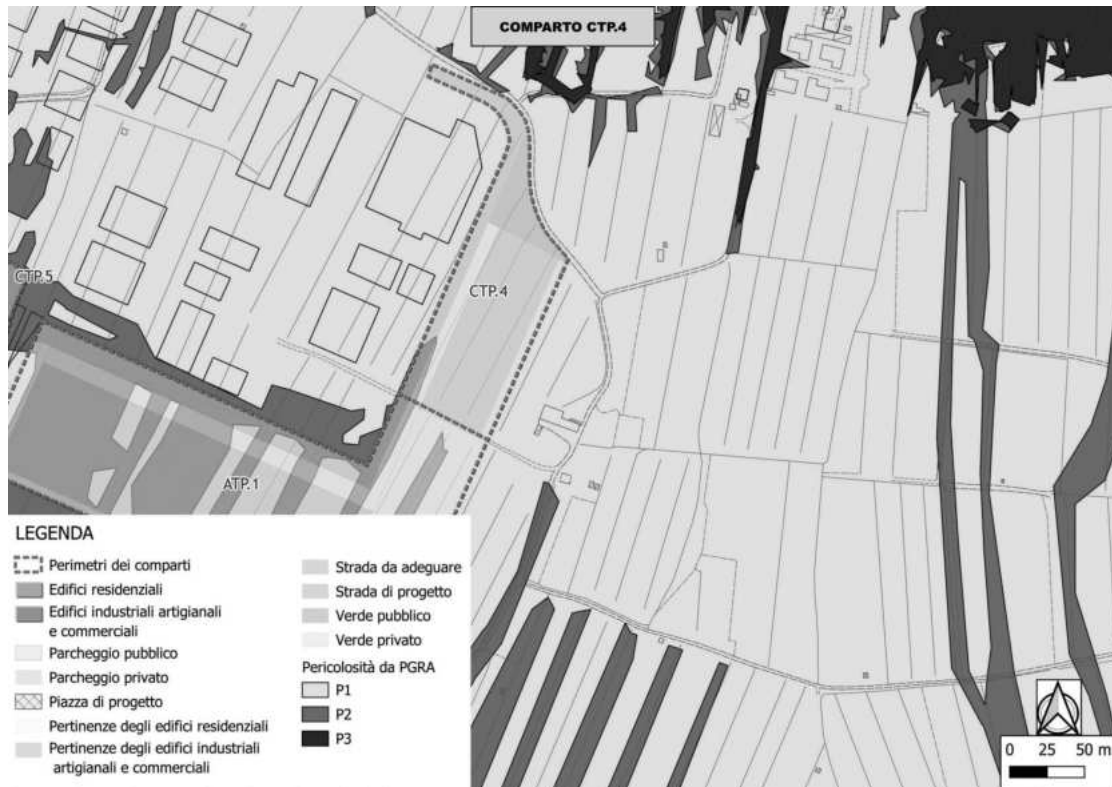 COMPARTO CTP.4
CTP.5
CTP.4
ATP.1
LEGENDA
Perimetri dei comparti
Edifici residenziali
Edifici industriali artigianali
e commerciali
Parcheggio pubblico
Parcheggio privato
Piazza di progetto
Pertinenze degli edifici residenziali
Pertinenze degli edifici industriali
artigianali e commerciali
Strada da adeguare
Strada di progetto
Verde pubblico
Verde privato
Pericolosità da PGRA
P1
P2
P3
0 25 50 m